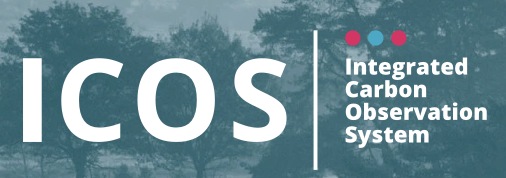 ICOS
Integrated
Carbon
Observation
System